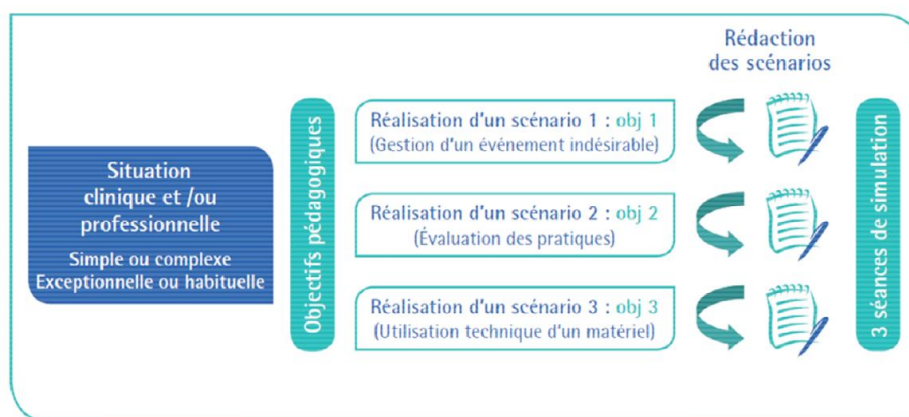 Rédaction
des scénarios
Situation
clinique et /ou
professionnelle
Simple ou complexe
Exceptionnelle ou habituelle
Objectifs pédagogiques
Réalisation d'un scénario 1 : obj 1
(Gestion d'un événement indésirable)
Réalisation d'un scénario 2 : obj 2
(Évaluation des pratiques)
Réalisation d'un scénario 3 : obj 3
(Utilisation technique d'un matériel)
3 séances de simulation